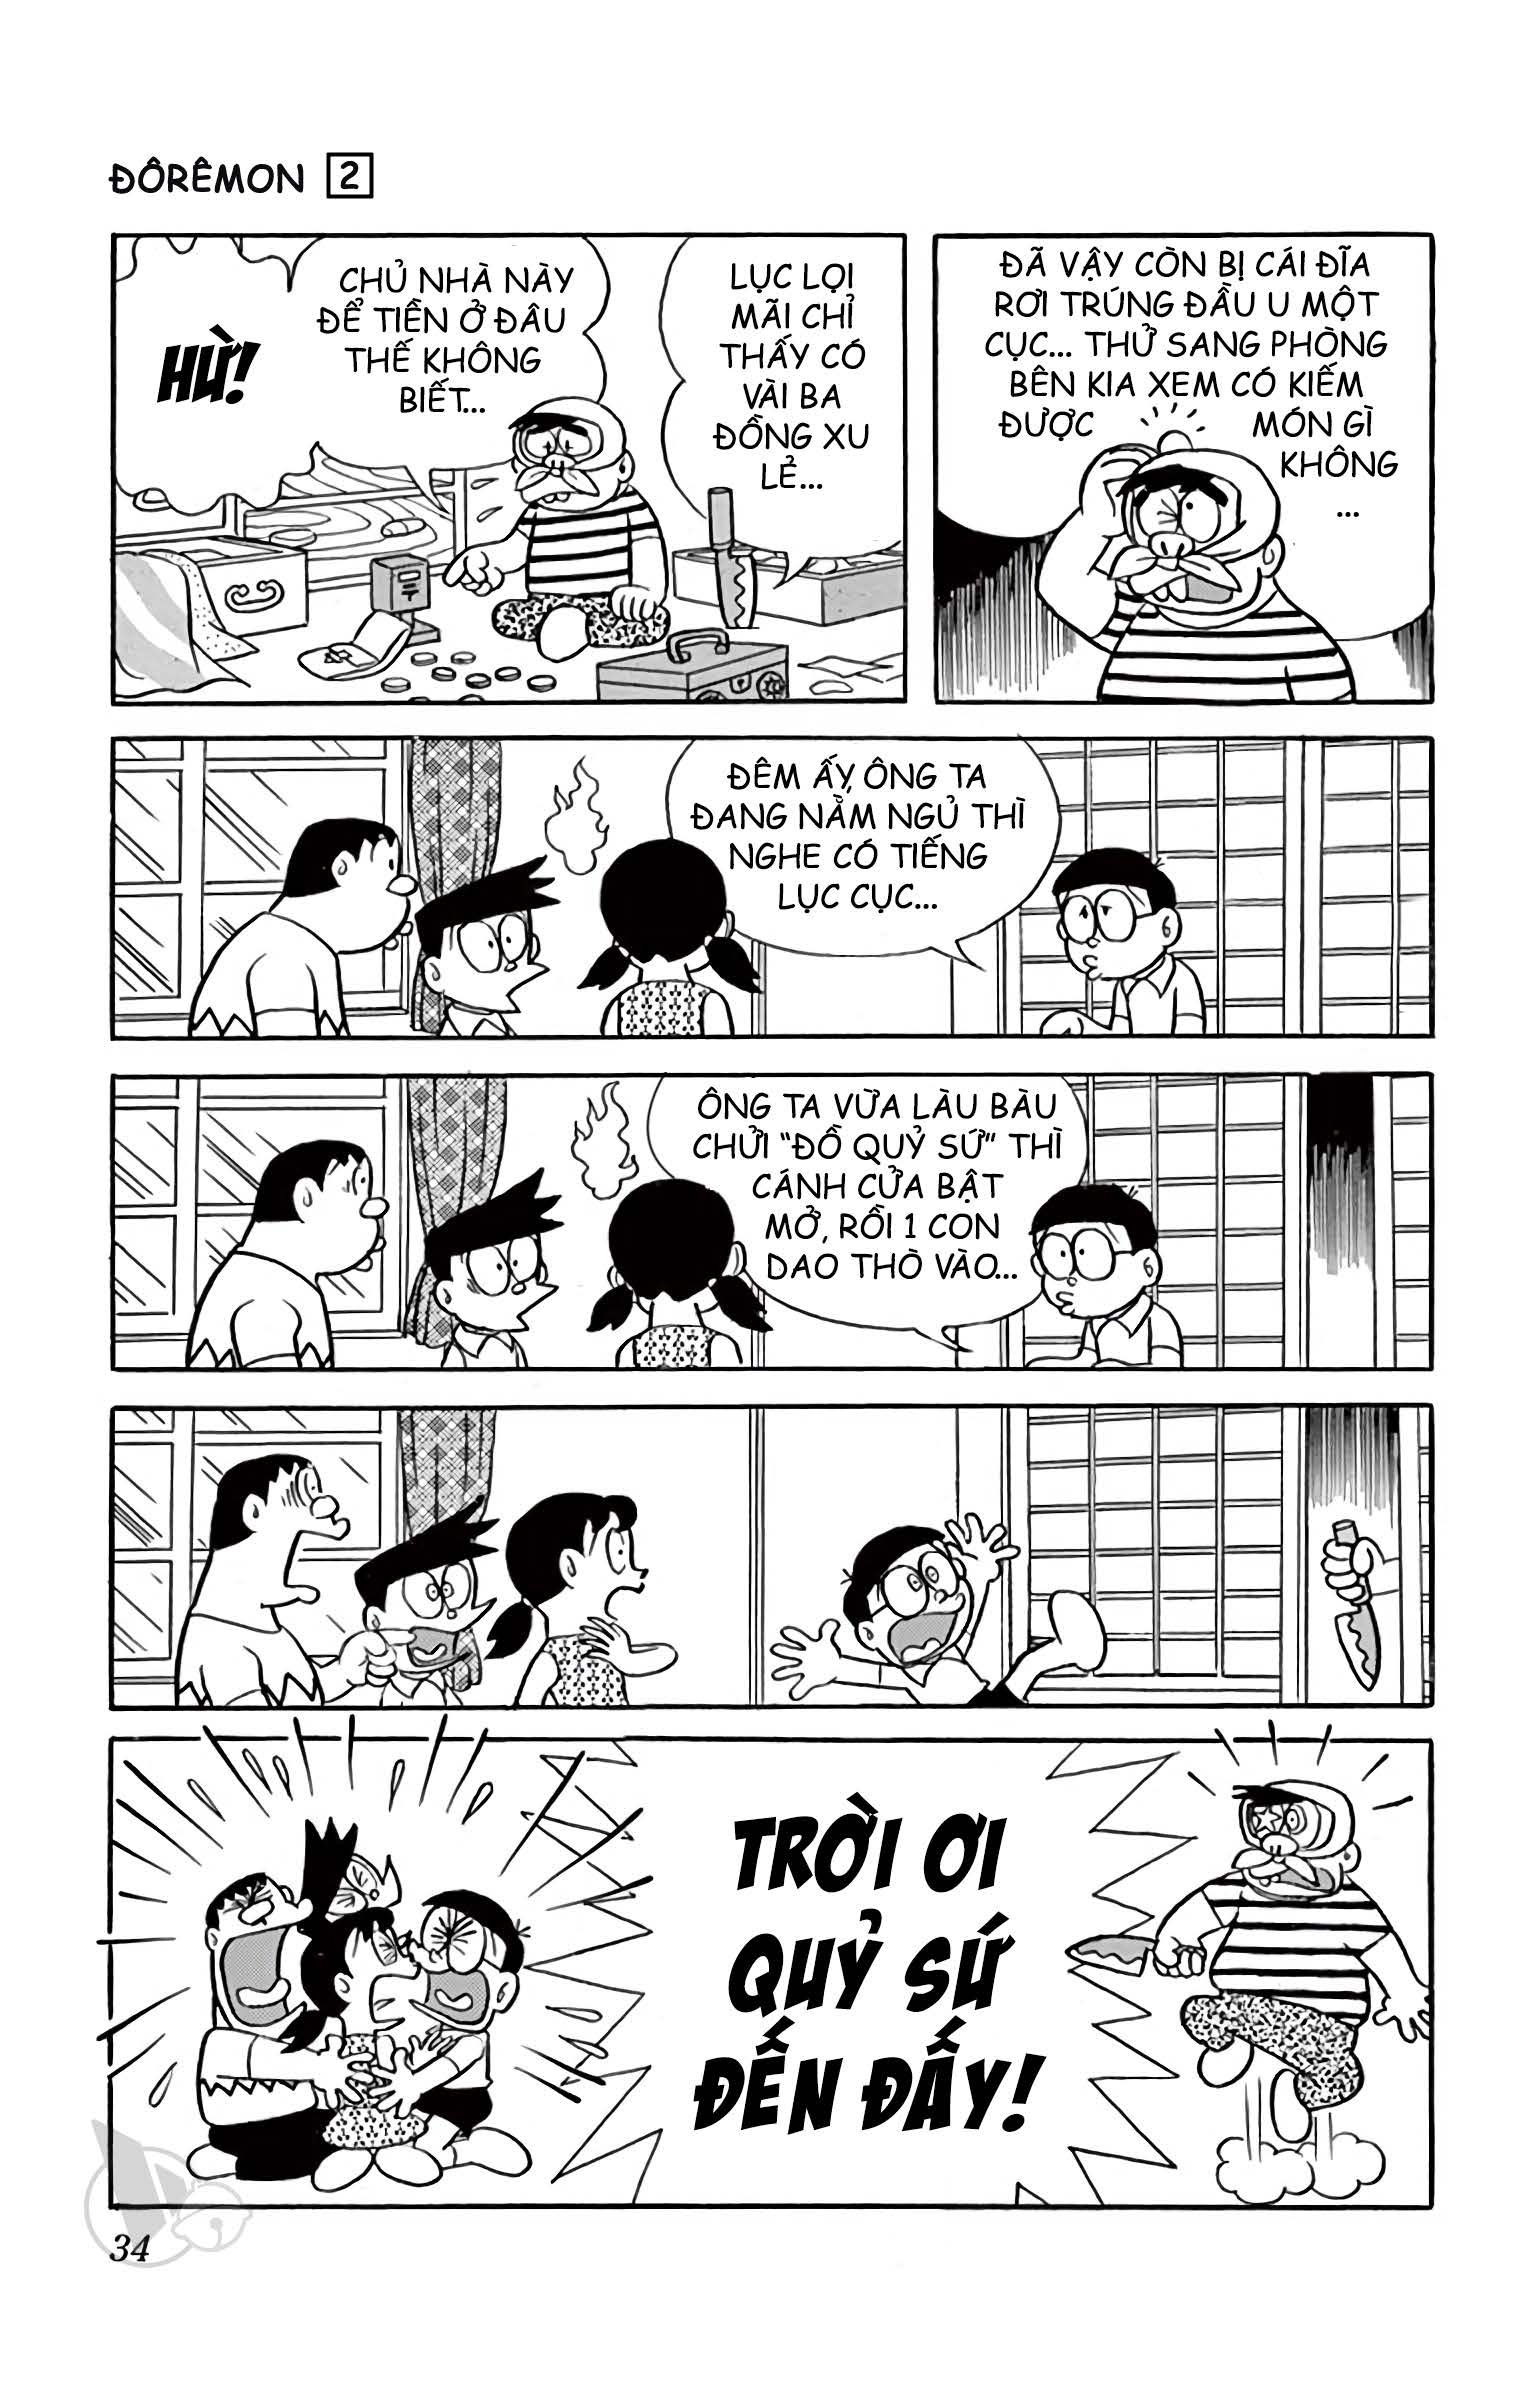 ĐÔRÊMON 2
HỪ!
CHỦ NHÀ NÀY
ĐỂ TIỀN Ở ĐÂU
THẾ KHÔNG
BIẾT...
LỤC LỌI
MÃI CHỈ
THẤY CÓ
VÀI BA
ĐỒNG XU
LẺ...
ĐÃ VẬY CÒN BỊ CÁI ĐĨA
RƠI TRÚNG ĐẦU U MỘT
CỤC... THỬ SANG PHÒNG
BÊN KIA XEM CÓ KIẾM
ĐƯỢC MÓN GÌ
KHÔNG
...
ĐÊM ẤY, ÔNG TA
ĐANG NẰM NGỦ THÌ
NGHE CÓ TIẾNG
LỤC CỤC...
ÔNG TA VỪA LÀU BÀU
CHỬI “ĐỒ QUỶ SỨ” THÌ
CÁNH CỬA BẬT
MỞ, RỒI 1 CON
DAO THÒ VÀO...
TRỜI ƠI
QUỶ SỨ
ĐẾN ĐẤY!
34